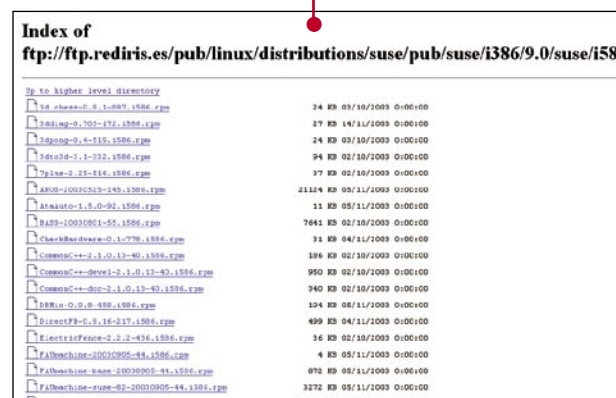 Index of
ftp://ftp.rediris.es/pub/linux/distributions/suse/pub/suse/i386/9.0/suse/i58
Up to higher level directory
3d_chess-0.8.1-897.i586.rpm 24 KB 03/10/2003 0:00:00
3ddiag-0.703-172.i586.rpm 27 KB 14/11/2003 0:00:00
3dpong-0.4-519.i586.rpm 24 KB 03/10/2003 0:00:00
3dto3d-3.1-332.i586.rpm 94 KB 02/10/2003 0:00:00
7plus-2.25-816.i586.rpm 37 KB 02/10/2003 0:00:00
AROS-20030525-145.i586.rpm 21124 KB 05/11/2003 0:00:00
AtmAuto-1.5.0-92.i586.rpm 11 KB 05/11/2003 0:00:00
BASS-20030801-55.i586.rpm 7641 KB 02/10/2003 0:00:00
CheckHardware-0.1-778.i586.rpm 31 KB 04/11/2003 0:00:00
CommonC++-2.1.0.13-40.i586.rpm 186 KB 02/10/2003 0:00:00
CommonC++-devel-2.1.0.13-40.i586.rpm 950 KB 02/10/2003 0:00:00
CommonC++-doc-2.1.0.13-40.i586.rpm 340 KB 02/10/2003 0:00:00
DBMix-0.9.8-458.i586.rpm 194 KB 05/11/2003 0:00:00
DirectFB-0.9.16-217.i586.rpm 499 KB 04/11/2003 0:00:00
ElectricFence-2.2.2-436.i586.rpm 36 KB 02/10/2003 0:00:00
FAUmachine-20030905-44.i586.rpm 4 KB 05/11/2003 0:00:00
FAUmachine-base-20030905-44.i586.rpm 872 KB 05/11/2003 0:00:00
FAUmachine-suse-82-20030905-44.i586.rpm 3272 KB 05/11/2003 0:00:00